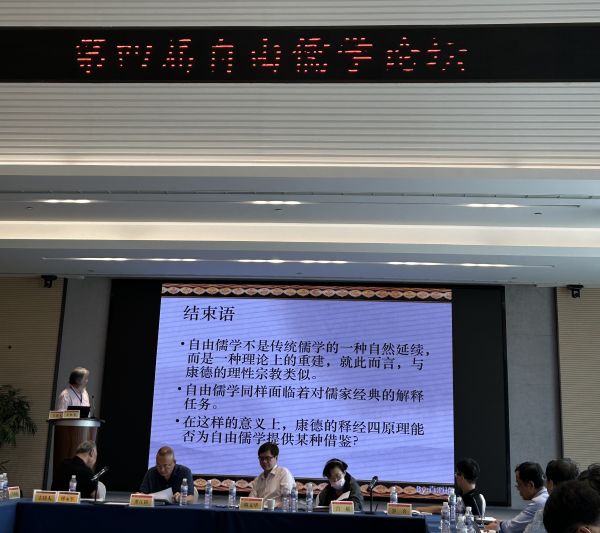 第四届自由儒学论坛
结束语
•自由儒学不是传统儒学的一种自然延续，
而是一种理论上的重建，就此而言，与
康德的理性宗教类似。
•自由儒学同样面临着对儒家经典的解释
任务。
•在这样的意义上，康德的释经四原理能
否为自由儒学提供某种借鉴?
主持人